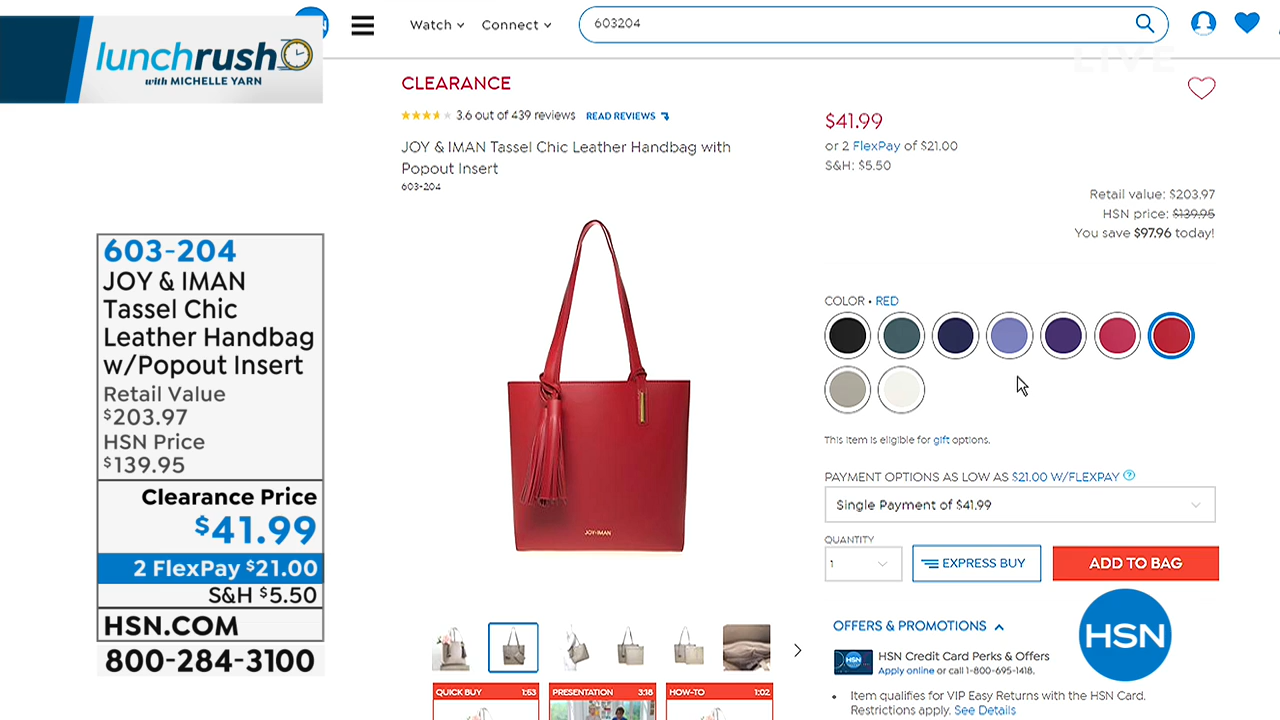 lunchrush
with MICHELLE YARN
Watch
Connect
603204
LIVE
CLEARANCE
3.6 out of 439 reviews READ REVIEWS
JOY & IMAN Tassel Chic Leather Handbag with
Popout Insert
603-204
$41.99
or 2 FlexPay of $21.00
S&H: $5.50
Retail value: $203.97
HSN price: $139.95
You save $97.96 today!
603-204
JOY & IMAN
Tassel Chic
Leather Handbag
w/Popout Insert
Retail Value
$203.97
HSN Price
$139.95
Clearance Price
$41.99
2 FlexPay $21.00
S&H $5.50
HSN.COM
800-284-3100
JOY+IMAN
COLOR • RED
This item is eligible for gift options.
PAYMENT OPTIONS AS LOW AS $21.00 W/FLEXPAY ?
Single Payment of $41.99
QUANTITY
1
EXPRESS BUY
ADD TO BAG
OFFERS & PROMOTIONS
HSN
HSN Credit Card Perks & Offers
Apply online or call 1-800-695-1418.
• Item qualifies for VIP Easy Returns with the HSN Card.
Restrictions apply. See Details
HSN
QUICK BUY 1:53
PRESENTATION 3:18
HOW-TO 1:02